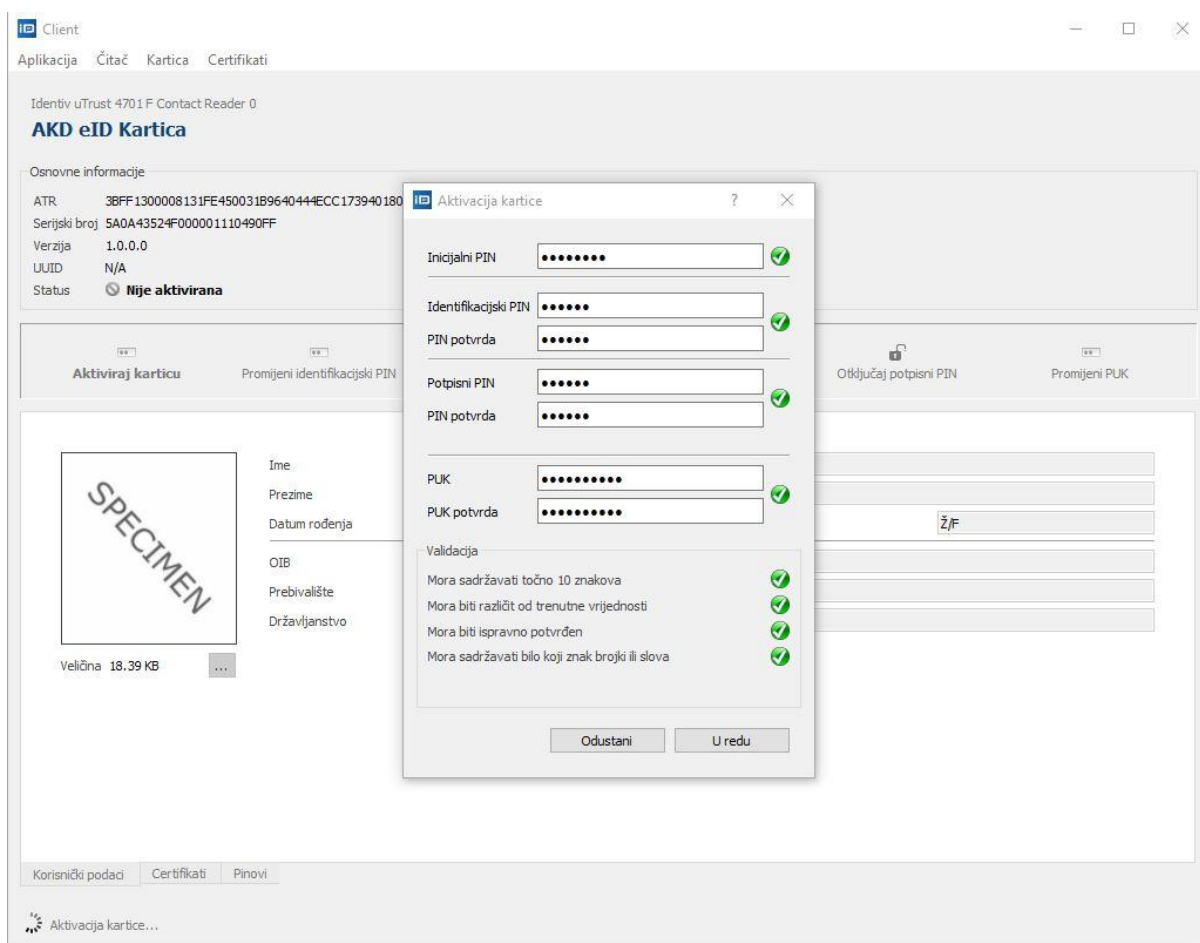 Client
Aplikacija Čitač Kartica Certifikati
Identiv uTrust 4701 F Contact Reader 0
AKD eID Kartica
Osnovne informacije
ATR 3BFF1300008131FE450031B9640444ECC173940180
Serijski broj 5A0A43524F000001110490FF
Verzija 1.0.0.0
UUID N/A
Status Nije aktivirana
Aktiviraj karticu Promijeni identifikacijski PIN Otključaj potpisni PIN Promijeni PUK
SPECIMEN
Veličina 18.39 KB ...
Ime
Prezime
Datum rođenja Ž/F
OIB
Prebivalište
Državljanstvo
Aktivacija kartice ?
Inicijalni PIN ••••••••
Identifikacijski PIN ••••••
PIN potvrda ••••••
Potpisni PIN ••••••
PIN potvrda ••••••
PUK ••••••••••
PUK potvrda ••••••••••
Validacija
Mora sadržavati točno 10 znakova
Mora biti različit od trenutne vrijednosti
Mora biti ispravno potvrđen
Mora sadržavati bilo koji znak brojki ili slova
Odustani U redu
Korisnički podaci Certifikati Pinovi
Aktivacija kartice...